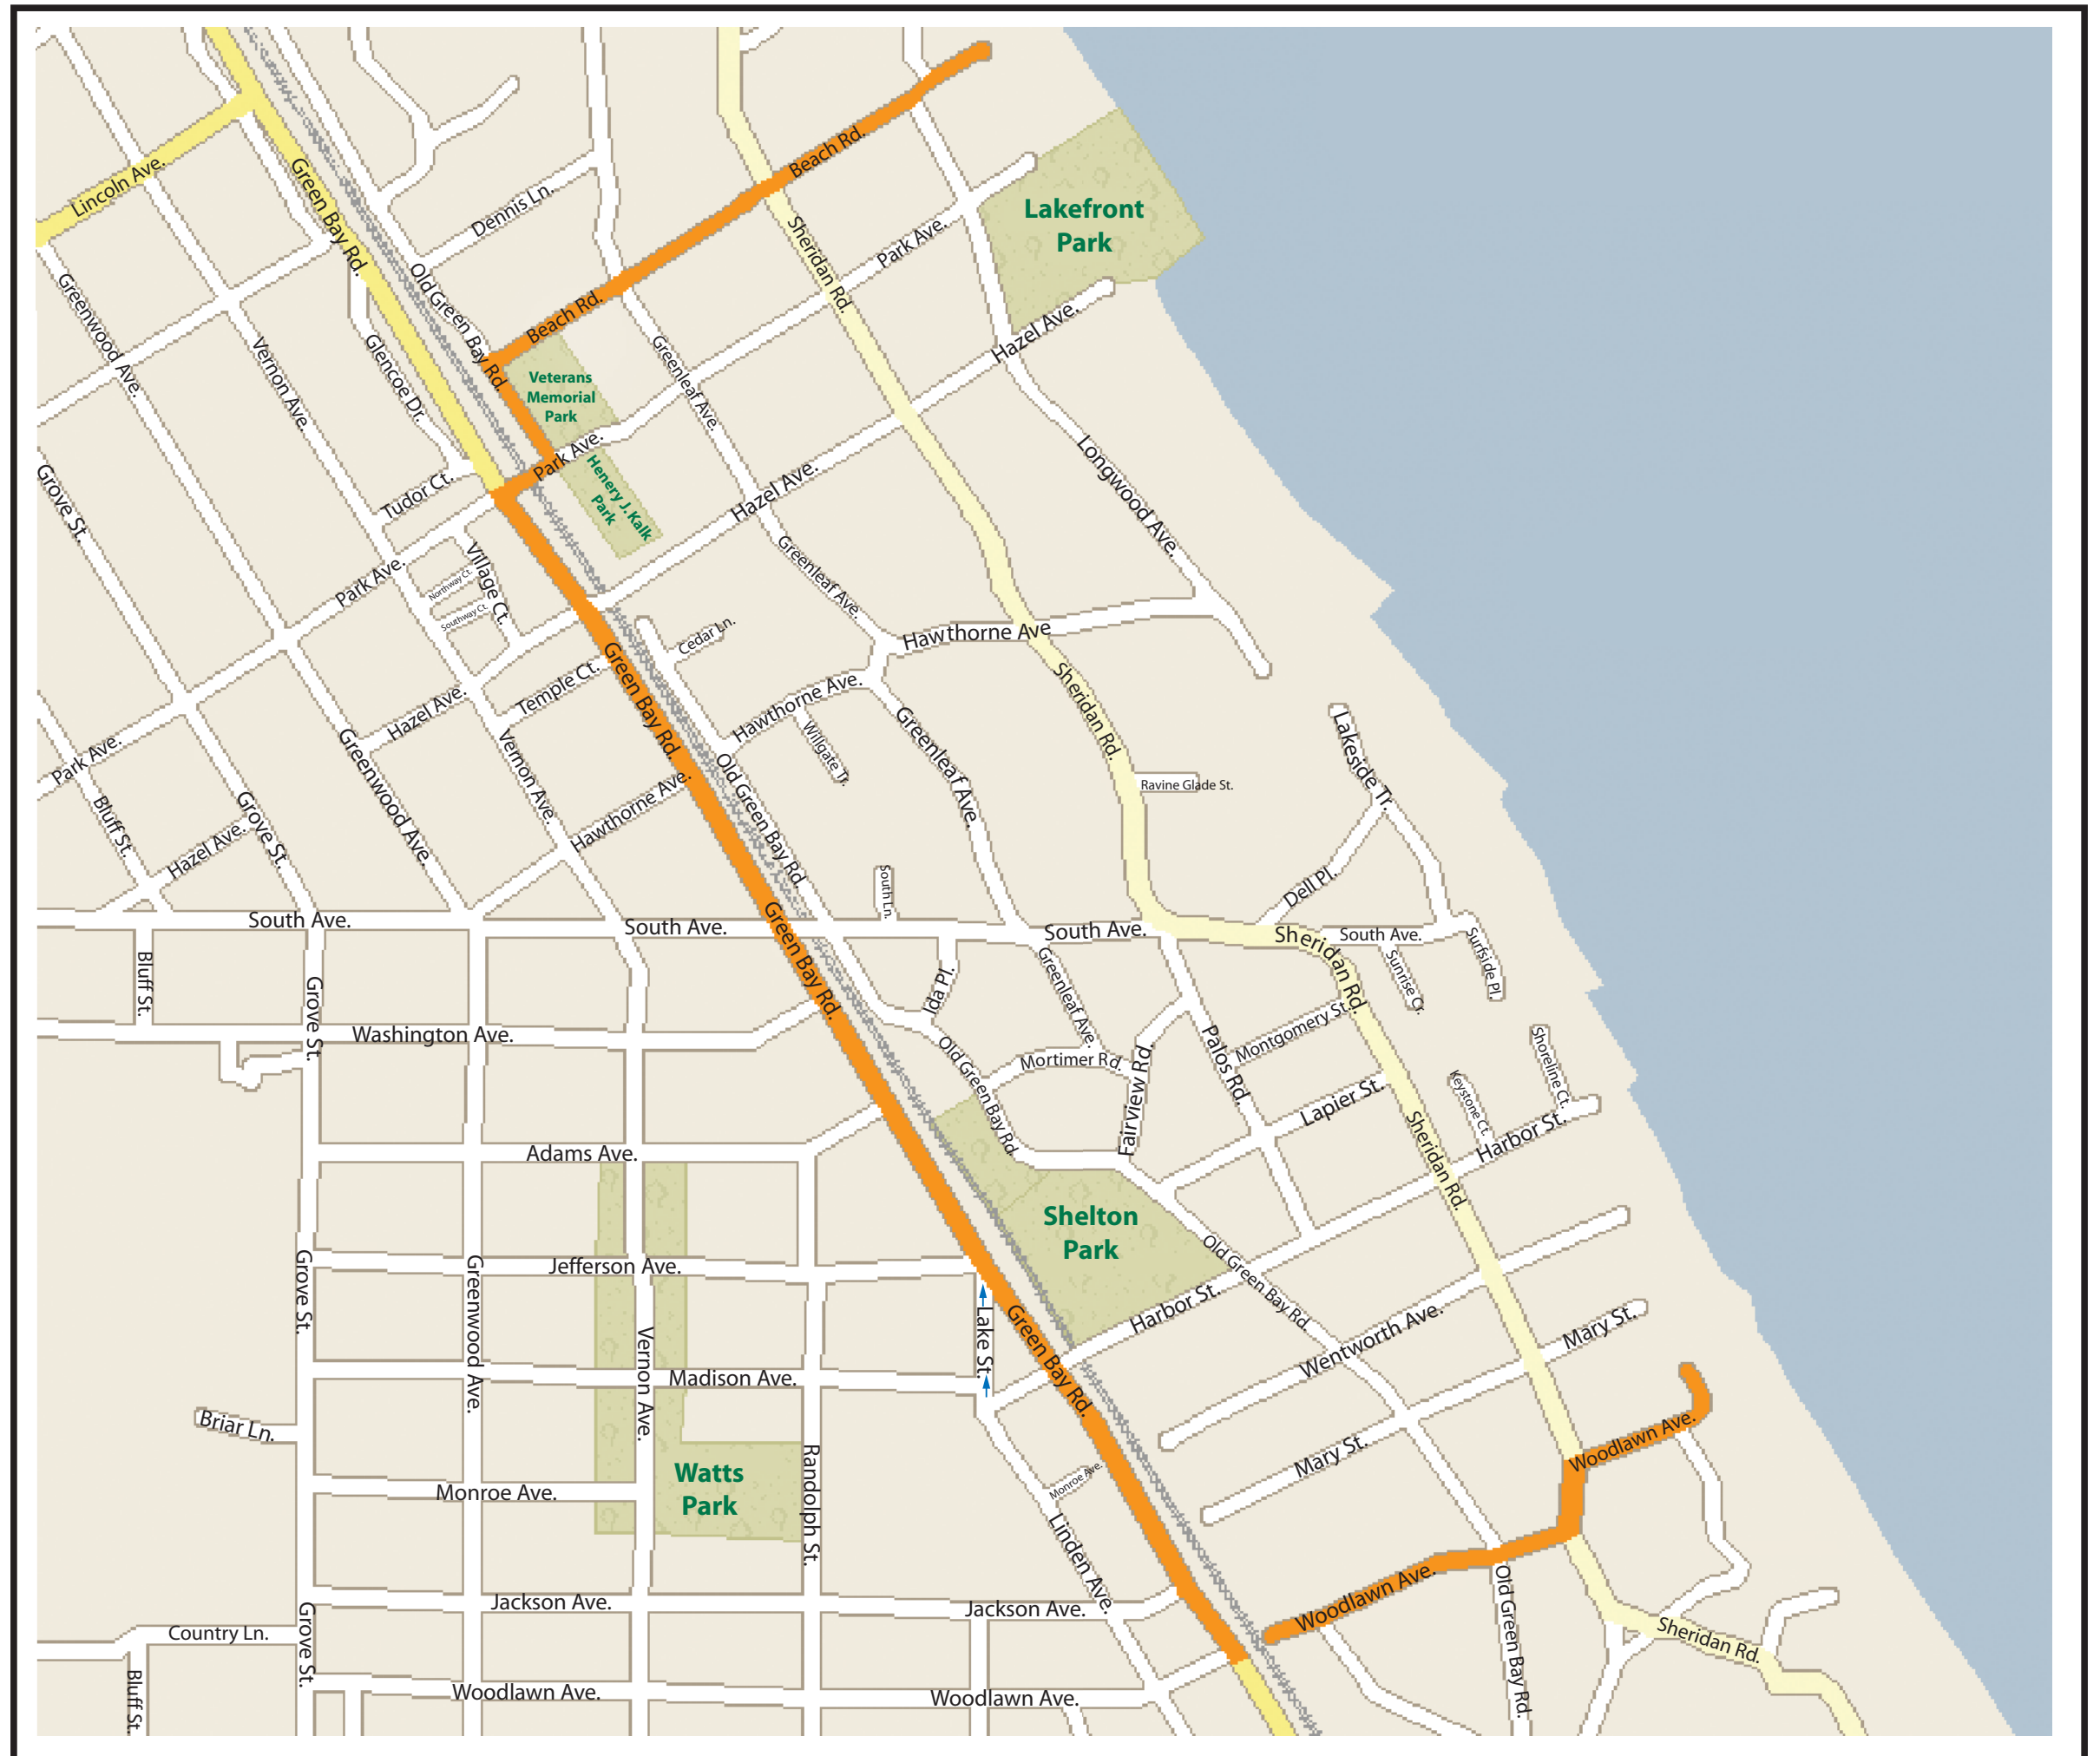 Beach Rd.
Lincoln Ave.
Green Bay Rd.
Dennis Ln.
Lakefront
Park
Sheridan Rd.
Park Ave.
Old Green Bay Rd.
Greenwood Ave.
Beach Rd.
Hazel Ave.
Vernon Ave.
Glencoe Dr.
Greenleaf Ave.
Veterans
Memorial
Park
Park Ave.
Henery J. Kalk
Park
Grove St.
Tudor Ct.
Hazel Ave.
Longwood Ave.
Park Ave.
Northway Ct.
Village Ct.
Southway Ct.
Greenleaf Ave.
Cedar Ln.
Hawthorne Ave
Green Bay Rd.
Temple Ct.
Hazel Ave.
Hawthorne Ave.
Sheridan Rd.
Park Ave.
Greenwood Ave.
Vernon Ave.
Willgate Tr.
Greenleaf Ave.
Lakeside Tr.
Ravine Glade St.
Old Green Bay Rd.
Hawthorne Ave.
Bluff St.
Grove St.
Hazel Ave.
South Ln.
Dell Pl.
South Ave.
South Ave.
Green Bay Rd.
South Ave.
Sheridan Rd.
South Ave.
Surfside Pl.
Sunrise Cr.
Bluff St.
Grove St.
Ida Pl.
Greenleaf Ave.
Washington Ave.
Old Green Bay Rd.
Mortimer Rd.
Fairview Rd.
Palos Rd.
Montgomery St.
Shoreline Ct.
Keystone Ct.
Lapier St.
Harbor St.
Sheridan Rd.
Adams Ave.
Shelton
Park
Grove St.
Greenwood Ave.
Jefferson Ave.
Old Green Bay Rd.
Harbor St.
Lake St.
Green Bay Rd.
Vernon Ave.
Madison Ave.
Wentworth Ave.
Mary St.
Briar Ln.
Watts
Park
Randolph St.
Monroe Ave.
Monroe Ave.
Mary St.
Woodlawn Ave.
Linden Ave.
Woodlawn Ave.
Old Green Bay Rd.
Jackson Ave.
Jackson Ave.
Country Ln.
Grove St.
Sheridan Rd.
Bluff St.
Woodlawn Ave.
Woodlawn Ave.